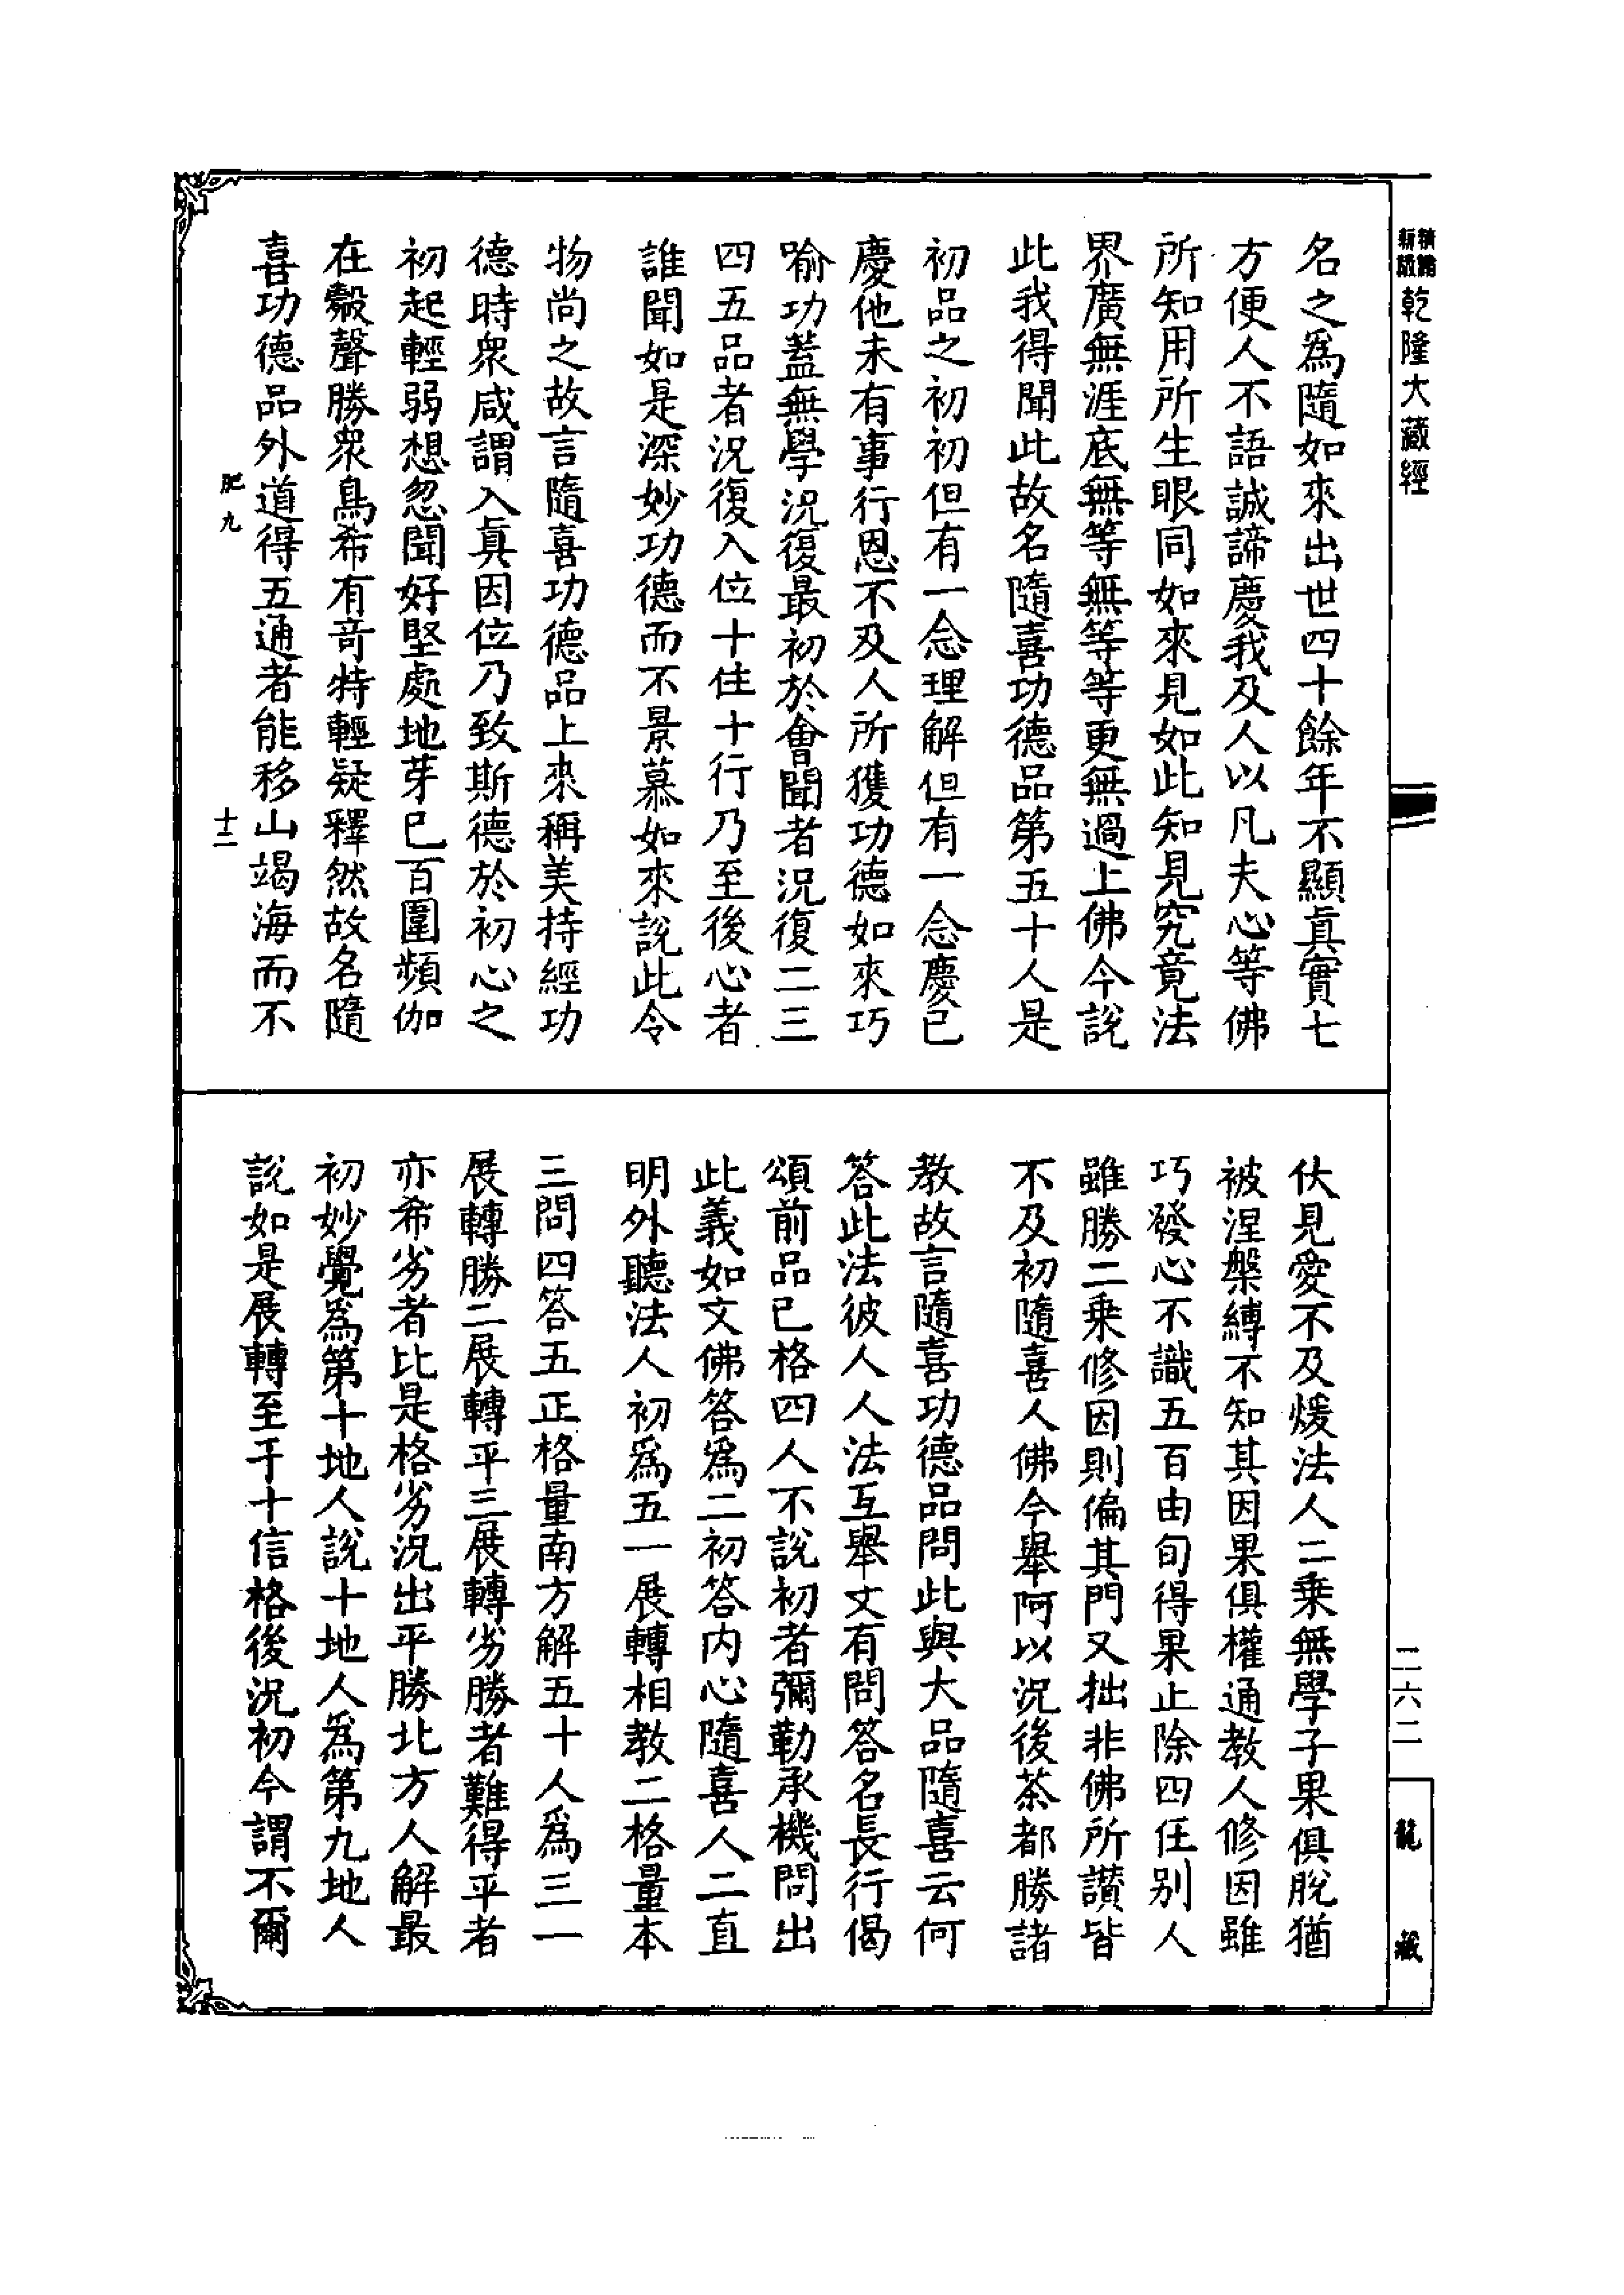 乾隆大藏經
名之爲隨如來出世四十餘年不顯真實七
方便人不語誠諦慶我及人以凡夫心等佛
所知用所生眼同如來見如此知見究竟法
界廣無涯底無等無等等更無過上佛今說
此我得聞此故名隨喜功德品第五十人是
初品之初初但有一念理解但有一念慶已
慶他未有事行恩不及人所獲功德如來巧
喻功蓋無學況復最初於會聞者況復二三
四五品者況復入位十住十行乃至後心者
誰聞如是深妙功德而不景慕如來說此令
物尚之故言隨喜功德品上來稱美持經功
德時衆咸謂入真因位乃致斯德於初心之
初起輕弱想忽聞好堅處地芽已百圍頻伽
在㲉聲勝衆鳥希有竒特輕疑釋然故名隨
喜功德品外道得五通者能移山竭海而不
肥九
十二
伏見愛不及煖法人二乗無學子果俱脫猶
被涅槃縛不知其因果俱權通教人修因雖
巧發心不識五百由旬得果止除四住別人
雖勝二乗修因則偏其門又拙非佛所讚皆
不及初隨喜人佛今舉阿以況後茶都勝諸
教故言隨喜功德品問此與大品隨喜云何
答此法彼人人法互舉文有問答名長行偈
頌前品已格四人不說初者彌勒承機問出
此義如文佛答爲二初答内心隨喜人二直
明外聽法人初爲五一展轉相教二格量本
三問四答五正格量南方解五十人爲三一
展轉勝二展轉平三展轉劣勝者難得平者
亦希劣者比是格劣況出平勝北方人解最
初妙覺爲第十地人說十地人爲第九地人
說如是展轉至于十信格後況初今謂不爾
二六二
龍藏